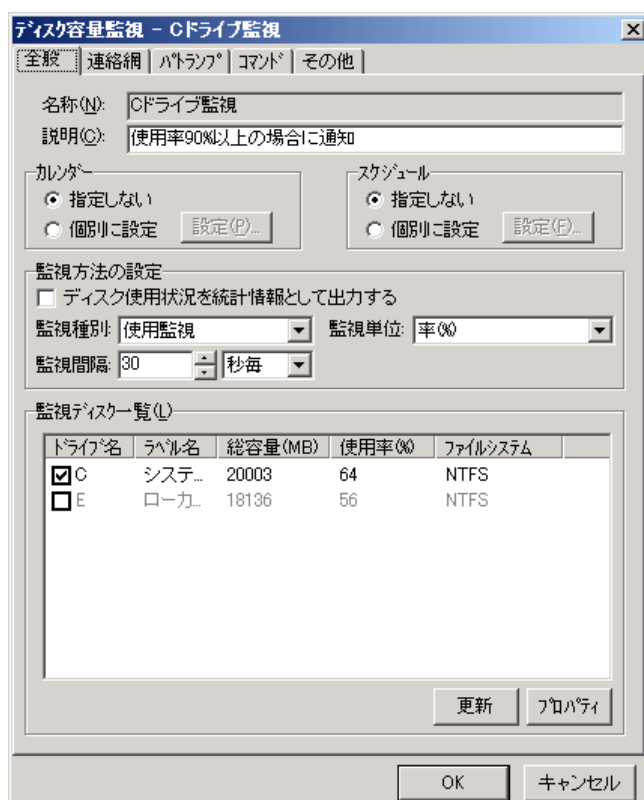 ディスク容量監視 - Cドライブ監視
全般 連絡網 パトランプ コマンド その他
名称(N): Cドライブ監視
説明(C): 使用率90%以上の場合に通知
カレンダー スケジュール
指定しない 指定しない
個別に設定 設定(P)... 個別に設定 設定(F)...
監視方法の設定
ディスク使用状況を統計情報として出力する
監視種別: 使用監視 監視単位: 率(%)
監視間隔: 30 秒毎
監視ディスク一覧(L)
ドライブ名 ラベル名 総容量(MB) 使用率(%) ファイルシステム
C システ... 20003 64 NTFS
E ローカ... 18136 56 NTFS
更新 プロパティ
OK キャンセル